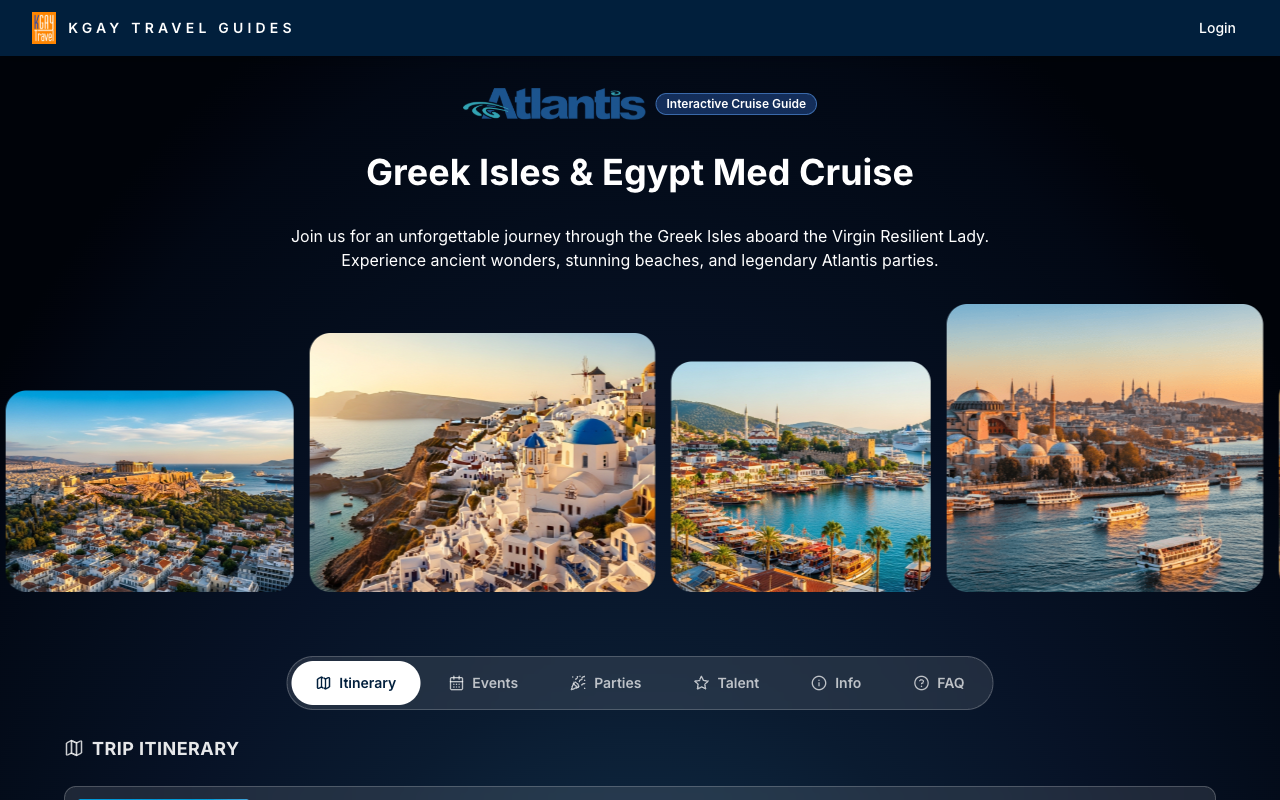 KGAY Travel
KGAY TRAVEL GUIDES
Login
Atlantis
Interactive Cruise Guide
Greek Isles & Egypt Med Cruise
Join us for an unforgettable journey through the Greek Isles aboard the Virgin Resilient Lady.
Experience ancient wonders, stunning beaches, and legendary Atlantis parties.
Itinerary
Events
Parties
Talent
Info
FAQ
TRIP ITINERARY